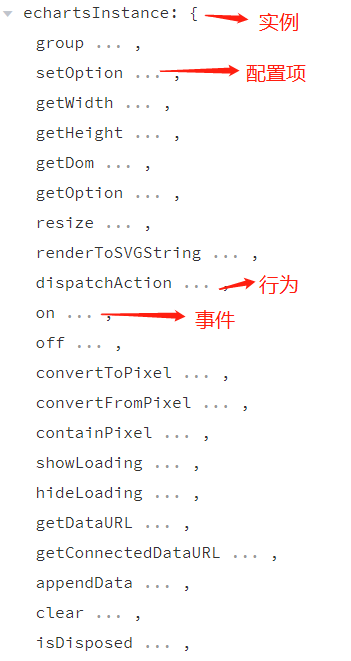 echartsInstance: { 实例
group ... ,
setOption ... , 配置项
getWidth ... ,
getHeight ... ,
getDom ... ,
getOption ... ,
resize ... ,
renderToSVGString ... ,
dispatchAction ... , 行为
on ... , 事件
off ... ,
convertToPixel ... ,
convertFromPixel ... ,
containPixel ... ,
showLoading ... ,
hideLoading ... ,
getDataURL ... ,
getConnectedDataURL ... ,
appendData ... ,
clear ... ,
isDisposed ... ,